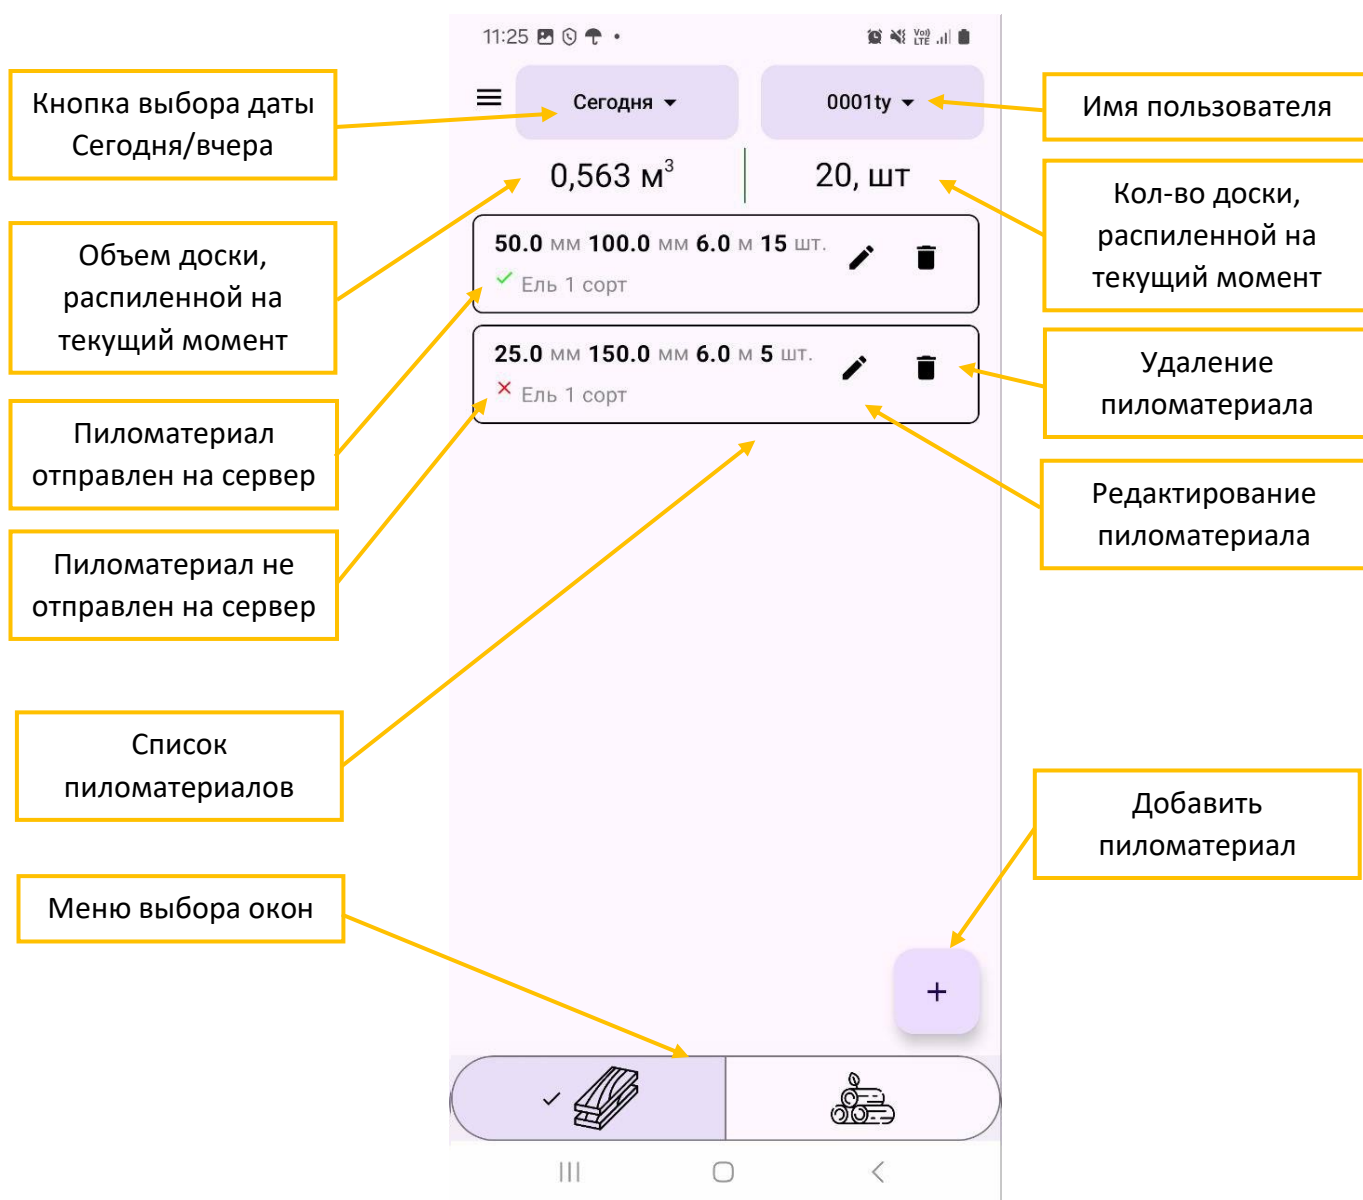 11:25
Vo))
LTE
Сегодня
0001ty
0,563 м³
20, шт
50.0 мм 100.0 мм 6.0 м 15 шт.
Ель 1 сорт
25.0 мм 150.0 мм 6.0 м 5 шт.
Ель 1 сорт
Кнопка выбора даты
Сегодня/вчера
Объем доски,
распиленной на
текущий момент
Пиломатериал
отправлен на сервер
Пиломатериал не
отправлен на сервер
Список
пиломатериалов
Меню выбора окон
Имя пользователя
Кол-во доски,
распиленной на
текущий момент
Удаление
пиломатериала
Редактирование
пиломатериала
Добавить
пиломатериал
+